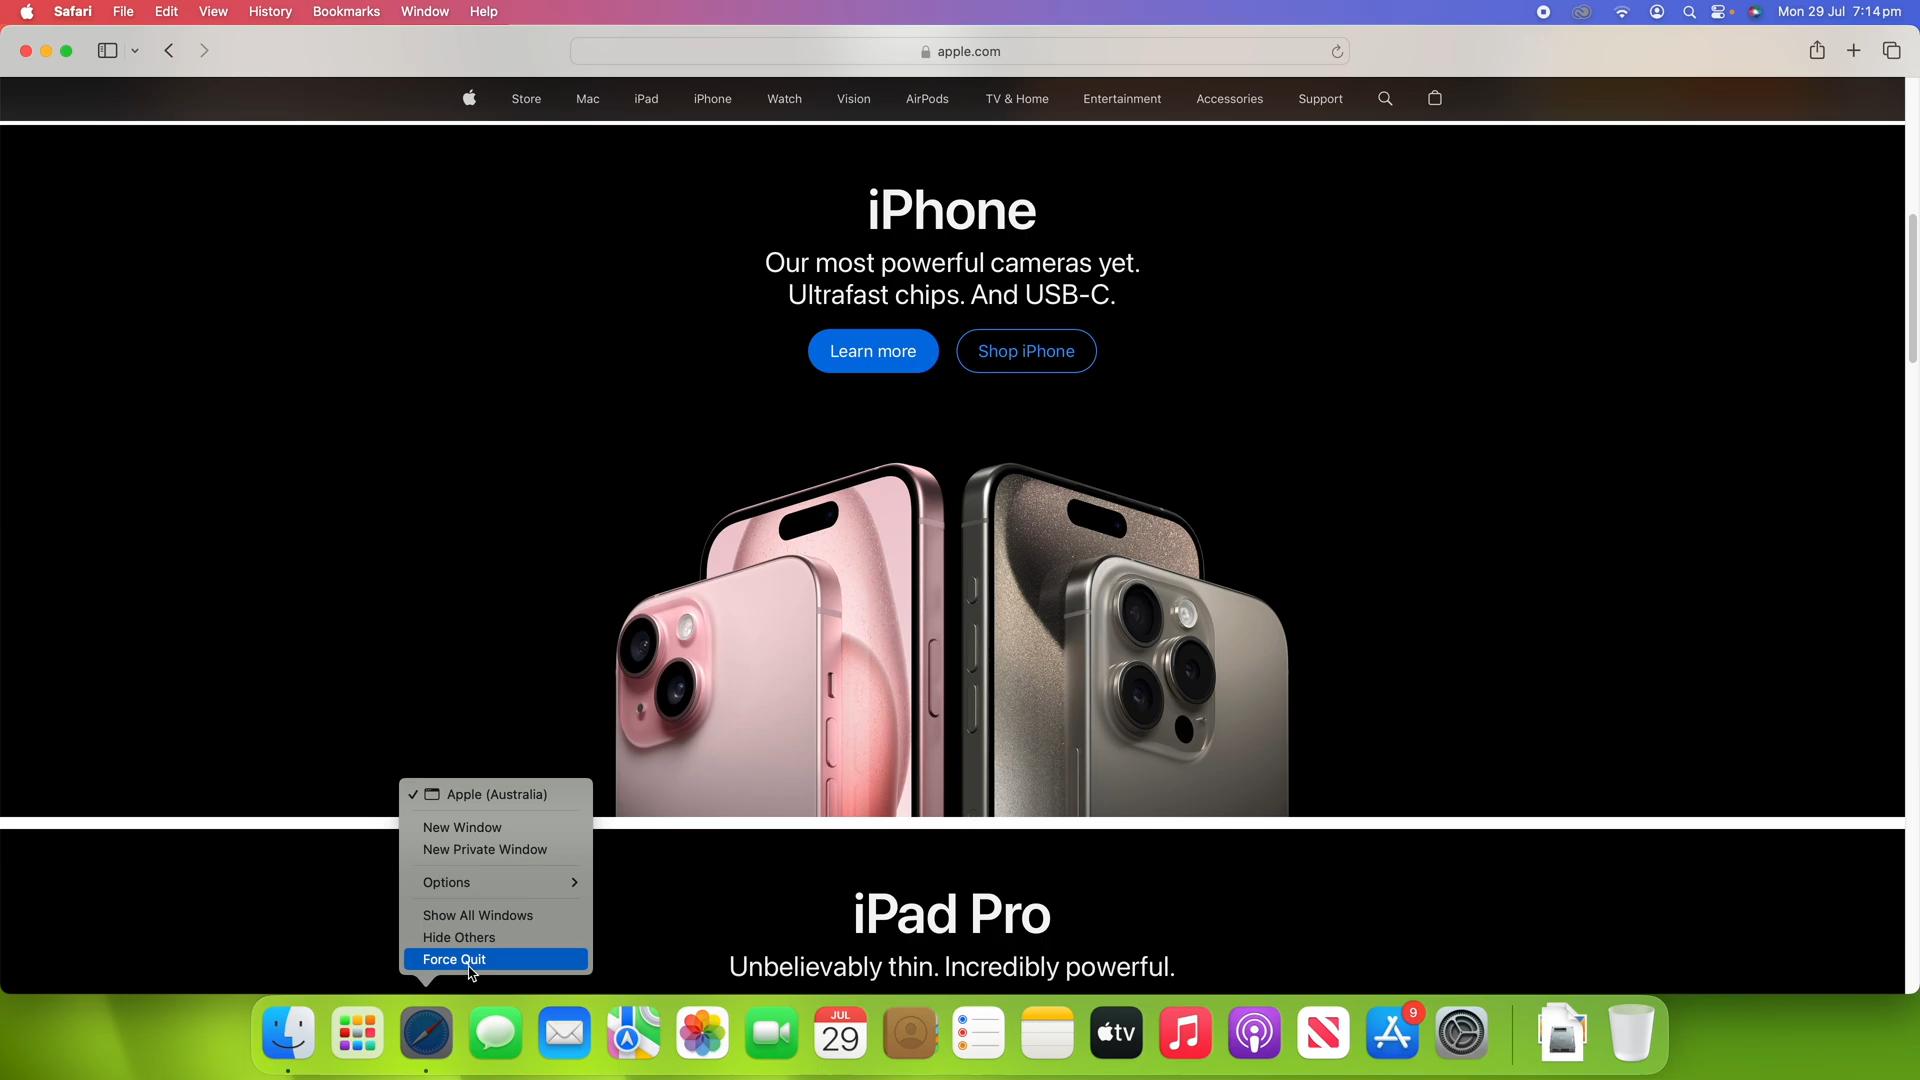 Safari File Edit View History Bookmarks Window Help Mon 29 Jul 7:14 pm
apple.com
Store Mac iPad iPhone Watch Vision AirPods TV & Home Entertainment Accessories Support
iPhone
Our most powerful cameras yet.
Ultrafast chips. And USB-C.
Learn more Shop iPhone
Apple (Australia)
New Window
New Private Window
Options
Show All Windows
Hide Others
Force Quit
iPad Pro
Unbelievably thin. Incredibly powerful.
JUL
29
tv
9